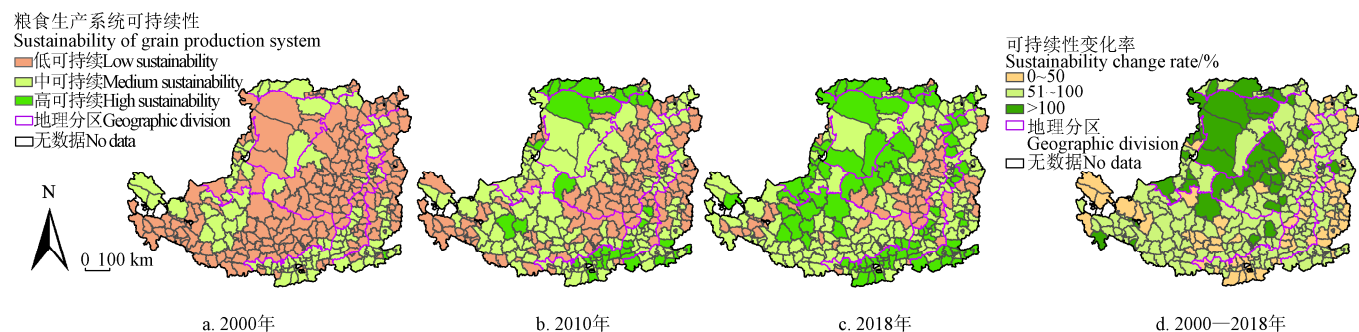 粮食生产系统可持续性
Sustainability of grain production system
低可持续Low sustainability
中可持续Medium sustainability
高可持续High sustainability
地理分区Geographic division
无数据No data
N
0 100 km
可持续性变化率
Sustainability change rate/%
0~50
51~100
>100
地理分区
Geographic division
无数据No data
a. 2000年
b. 2010年
c. 2018年
d. 2000—2018年